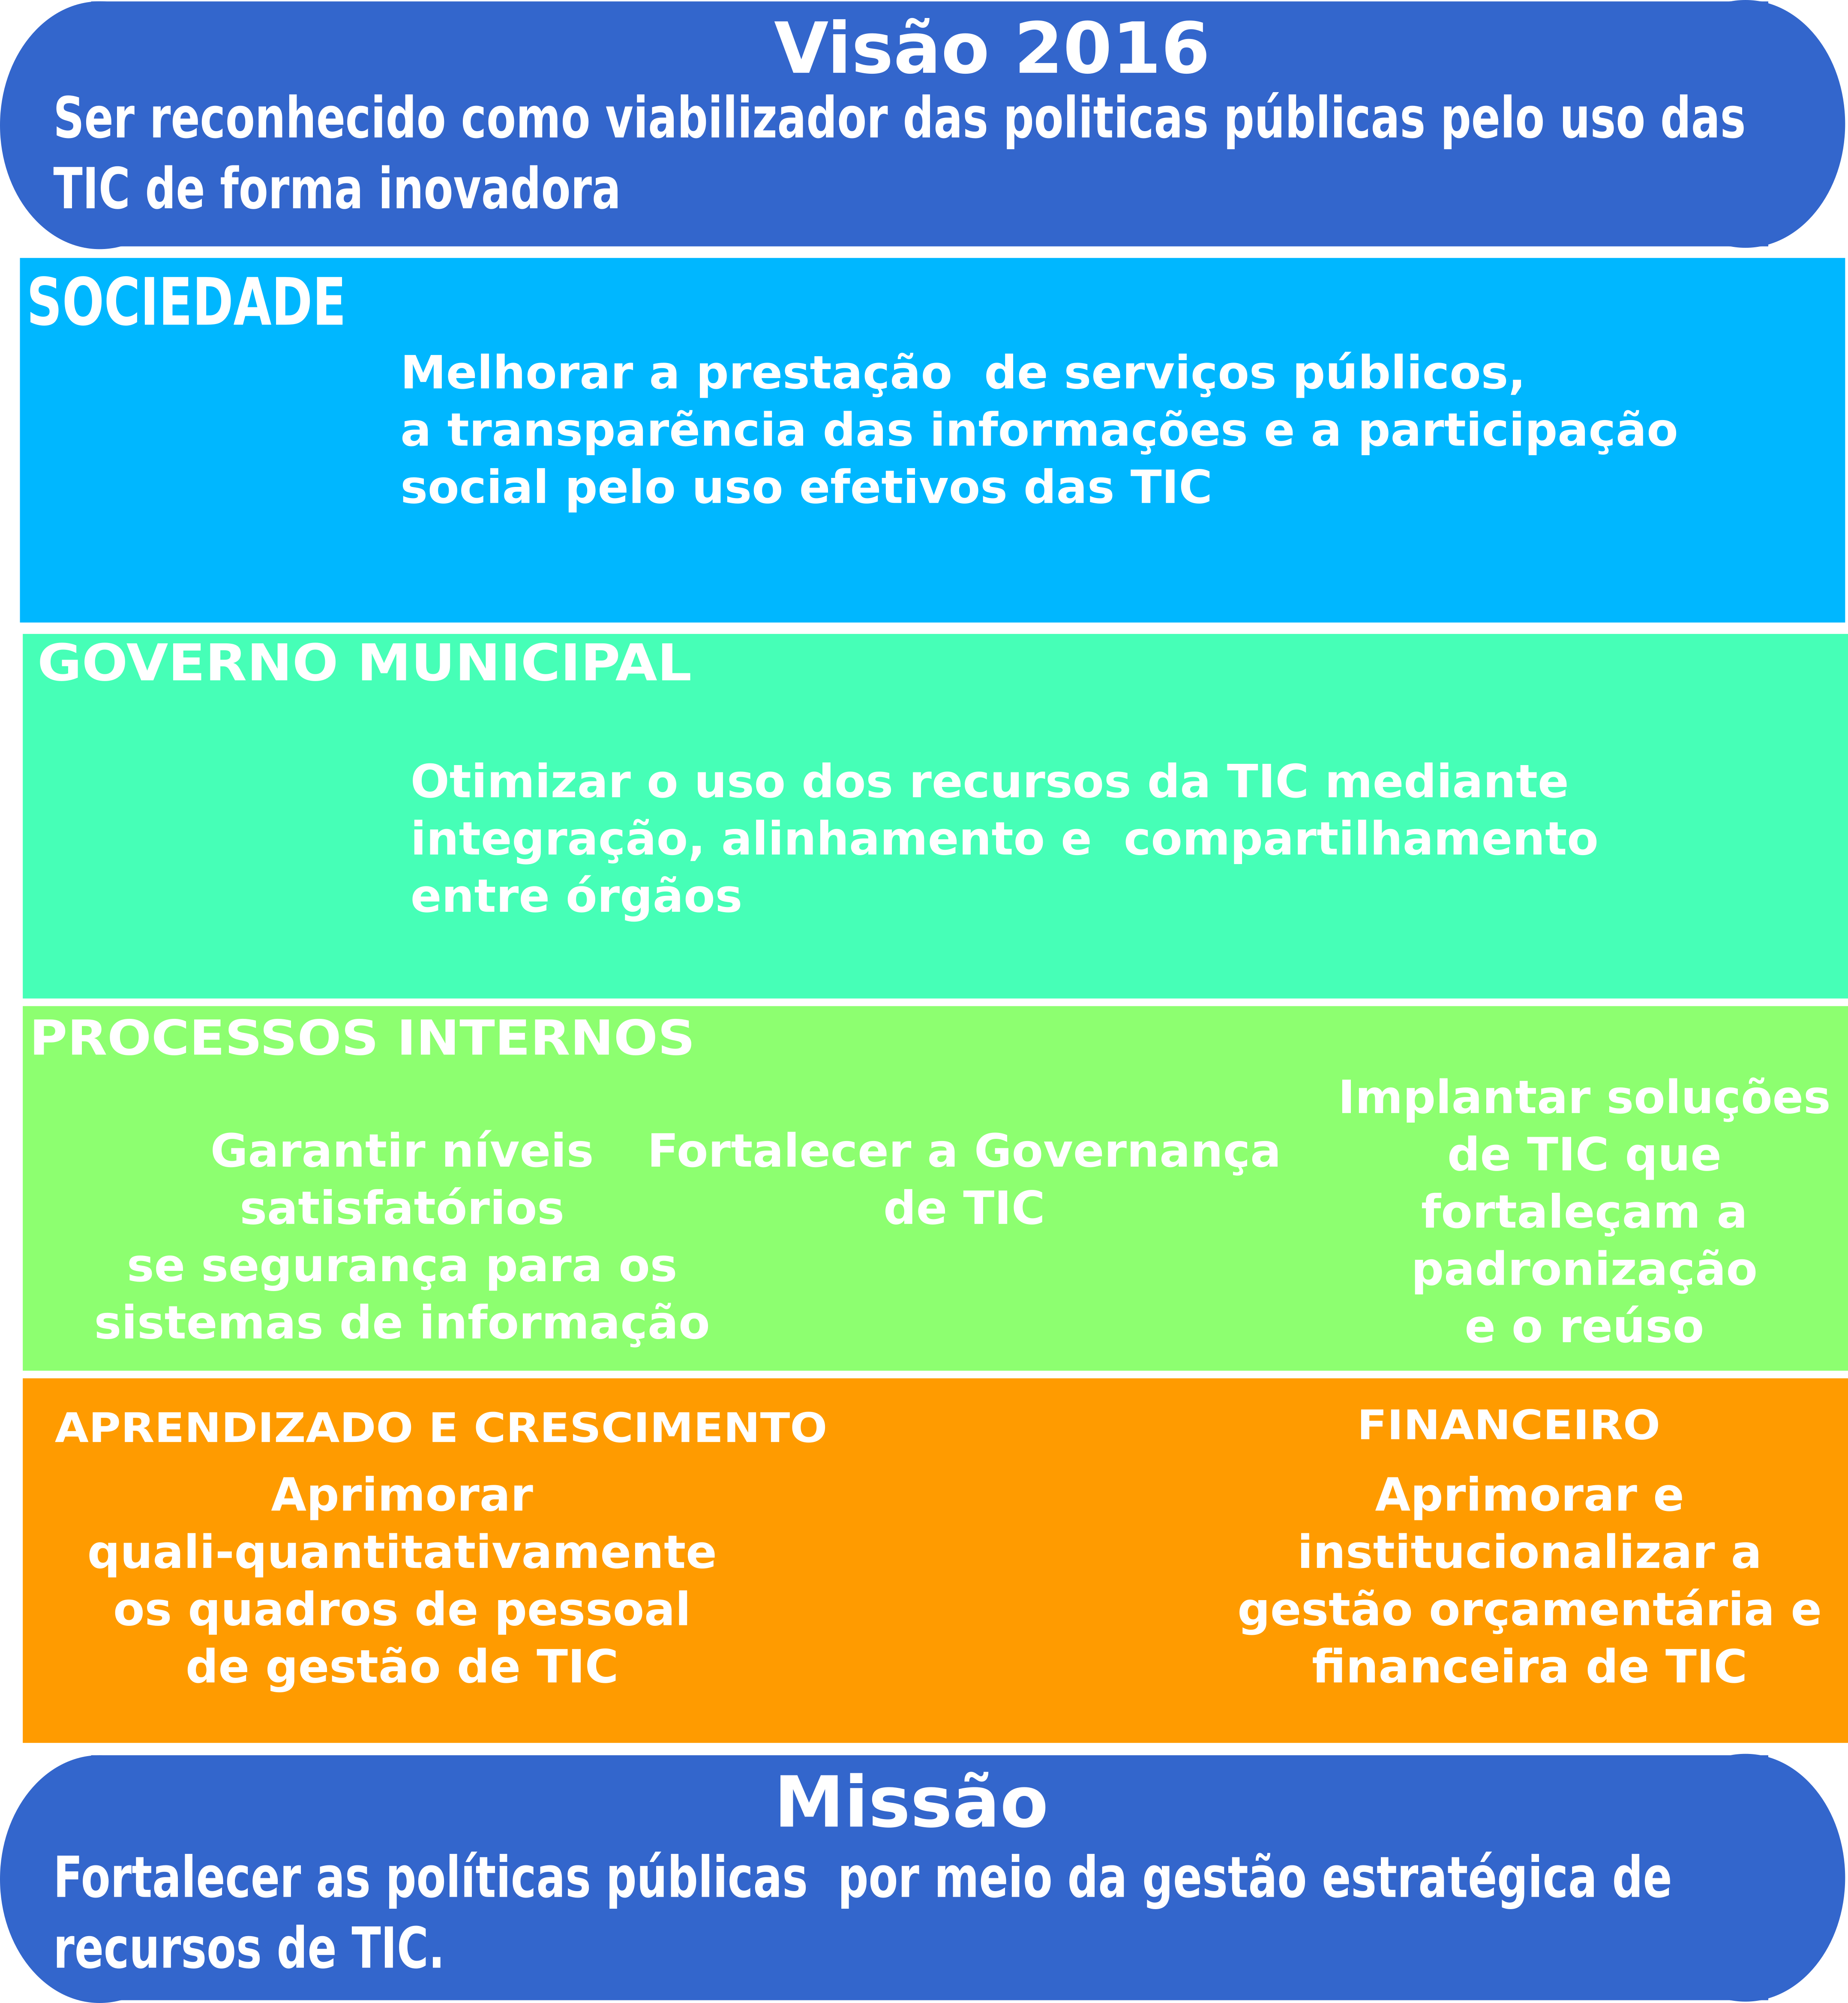 Visão 2016
Ser reconhecido como viabilizador das politicas públicas pelo uso das
TIC de forma inovadora
SOCIEDADE
Melhorar a prestação  de serviços públicos,
a transparẽncia das informações e a participação
social pelo uso efetivos das TIC
GOVERNO MUNICIPAL
Otimizar o uso dos recursos da TIC mediante
integração, alinhamento e  compartilhamento
entre órgãos
PROCESSOS INTERNOS
Garantir níveis
satisfatórios
se segurança para os
sistemas de informação
Fortalecer a Governança
de TIC
Implantar soluções
de TIC que
fortaleçam a
padronização
e o reúso
APRENDIZADO E CRESCIMENTO
Aprimorar
quali-quantitativamente
os quadros de pessoal
de gestão de TIC
FINANCEIRO
Aprimorar e
institucionalizar a
gestão orçamentária e
financeira de TIC
Missão
Fortalecer as políticas públicas  por meio da gestão estratégica de
recursos de TIC.